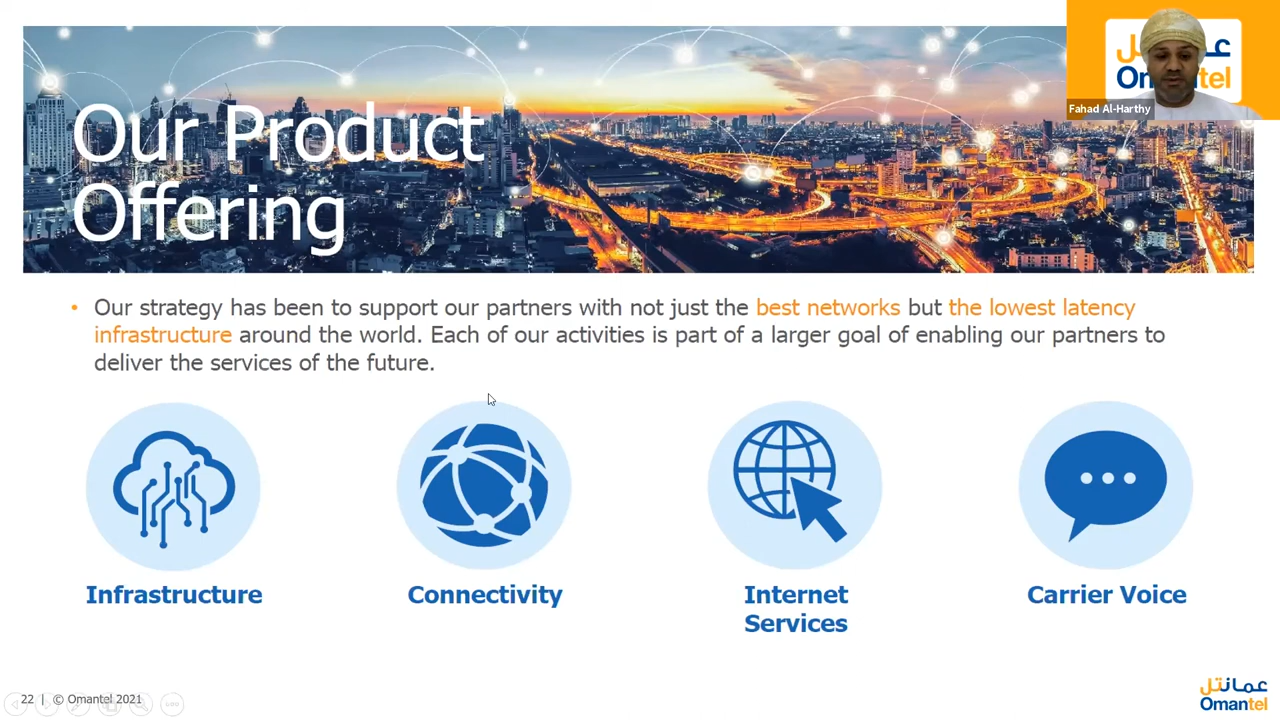 Our Product
Offering
عمانتل
Omantel
Fahad Al-Harthy
• Our strategy has been to support our partners with not just the best networks but the lowest latency
infrastructure around the world. Each of our activities is part of a larger goal of enabling our partners to
deliver the services of the future.
Infrastructure
Connectivity
Internet
Services
Carrier Voice
22 | © Omantel 2021
عمانتل
Omantel